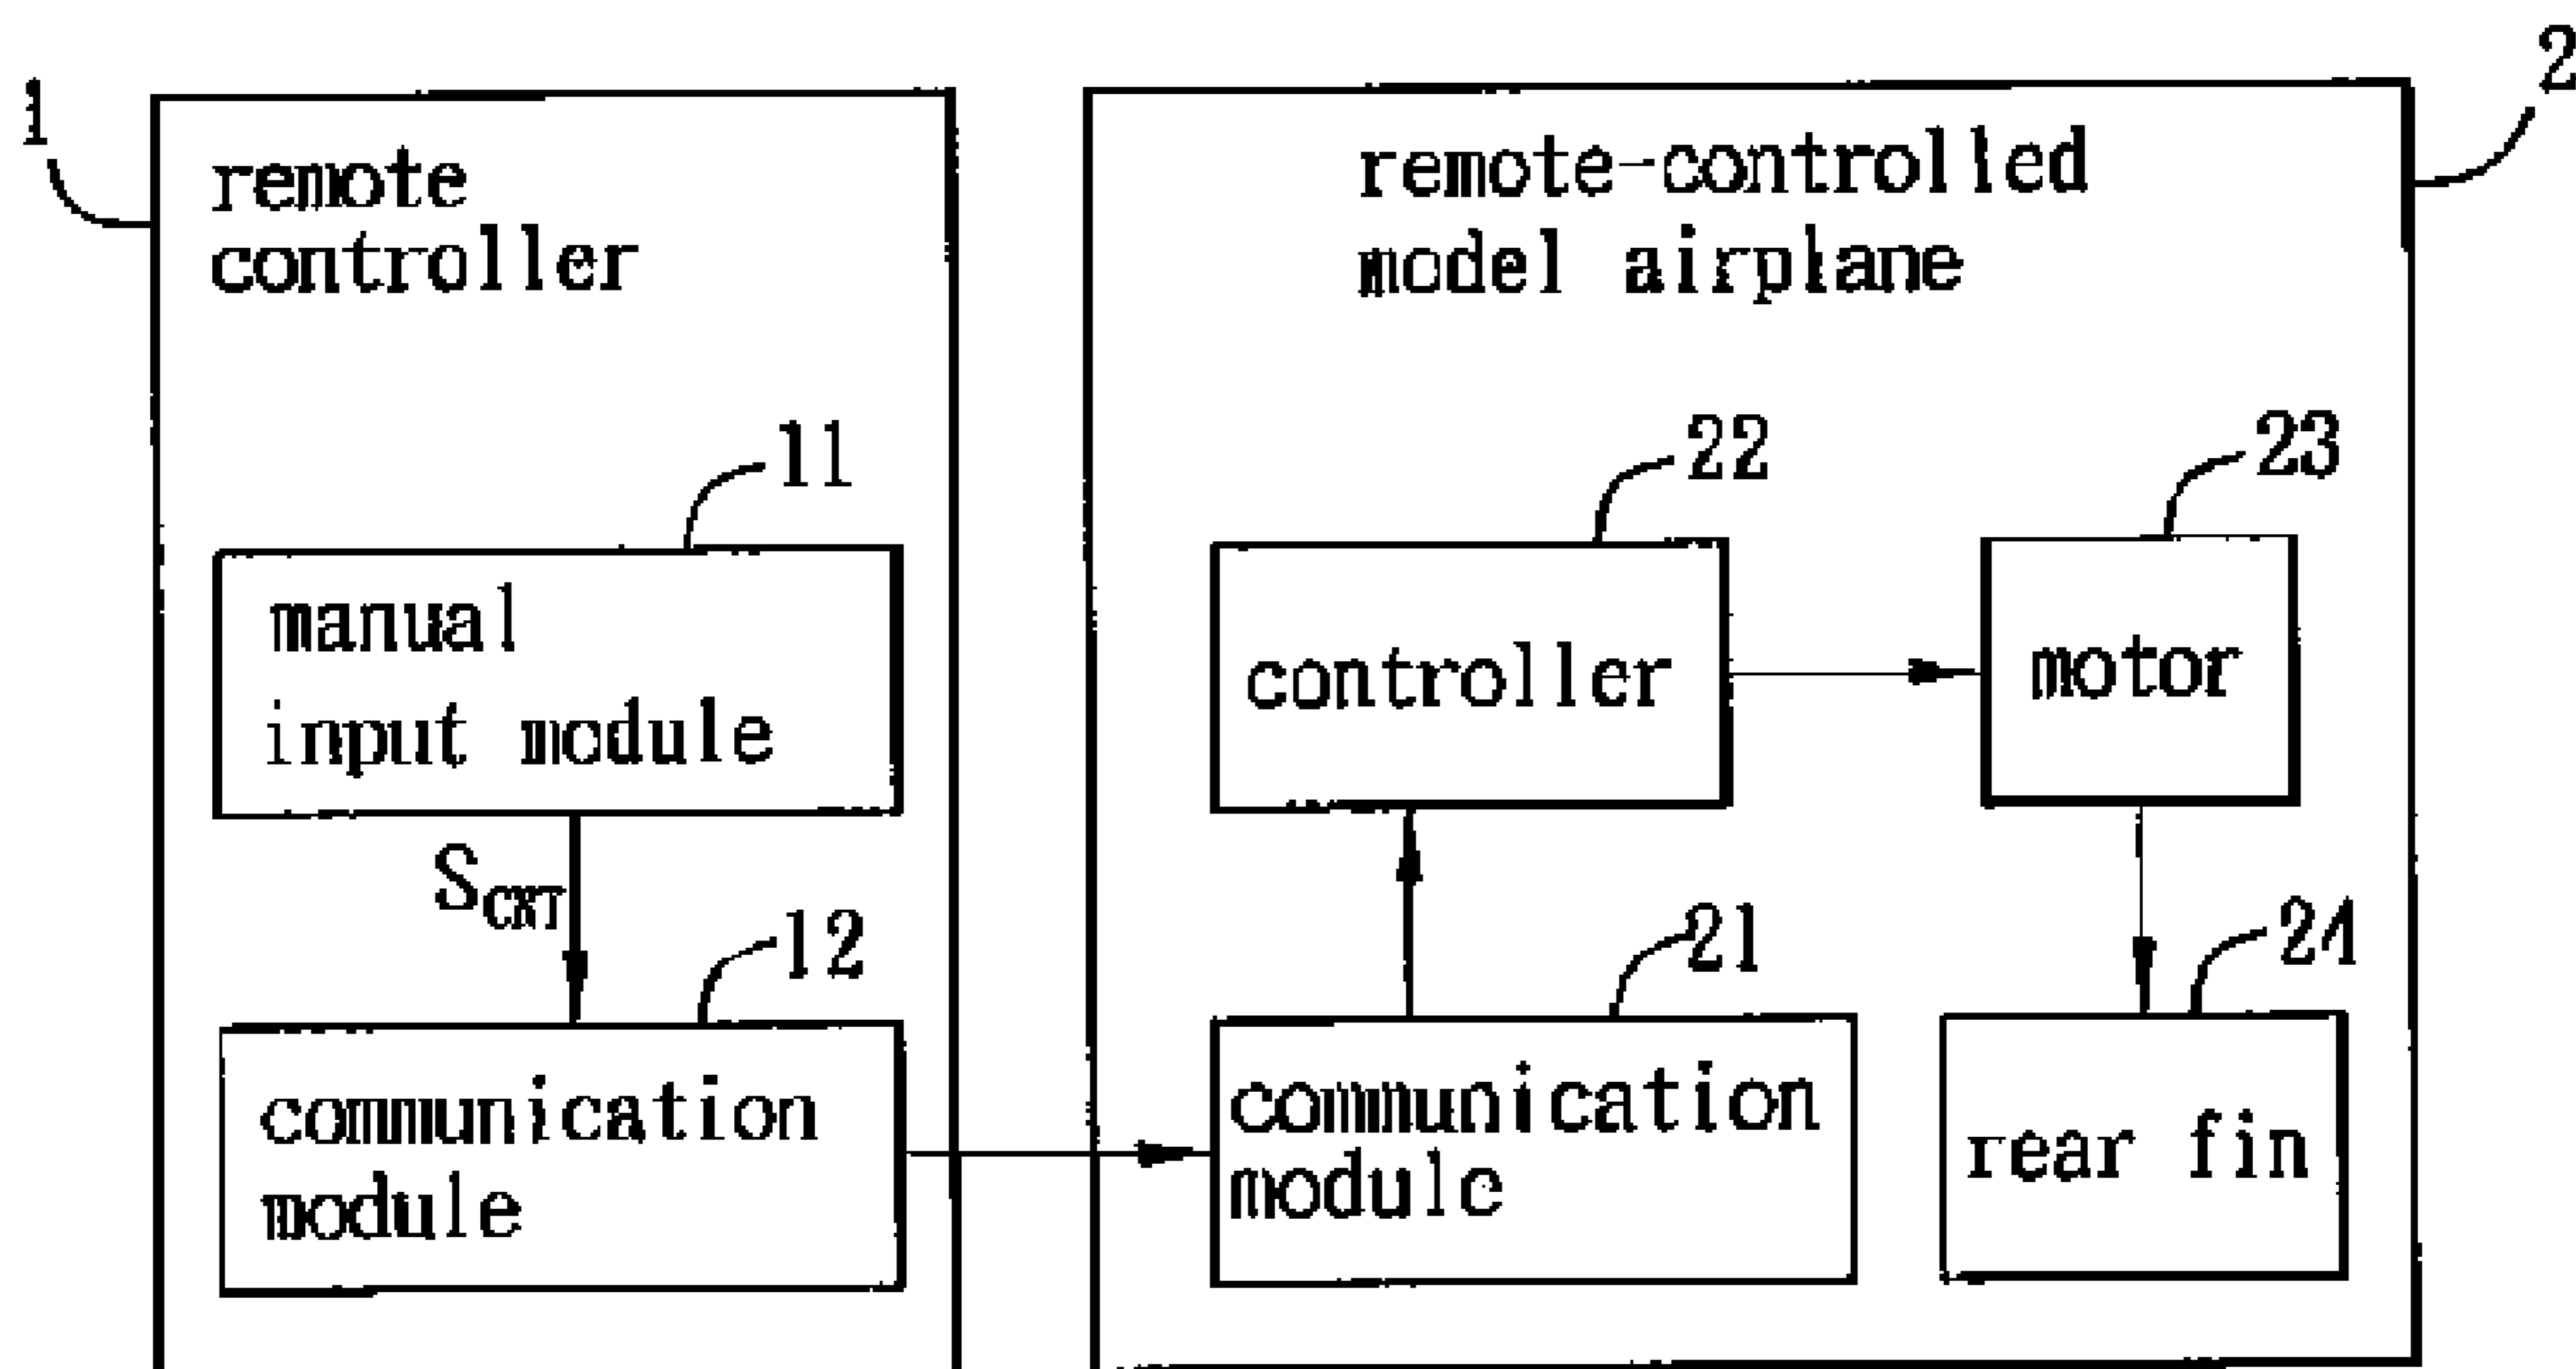 1
remote
controller
11
manual
input module
S_CXT
12
communication
module
2
remote-controlled
model airplane
22
controller
23
motor
21
communication
module
24
rear fin